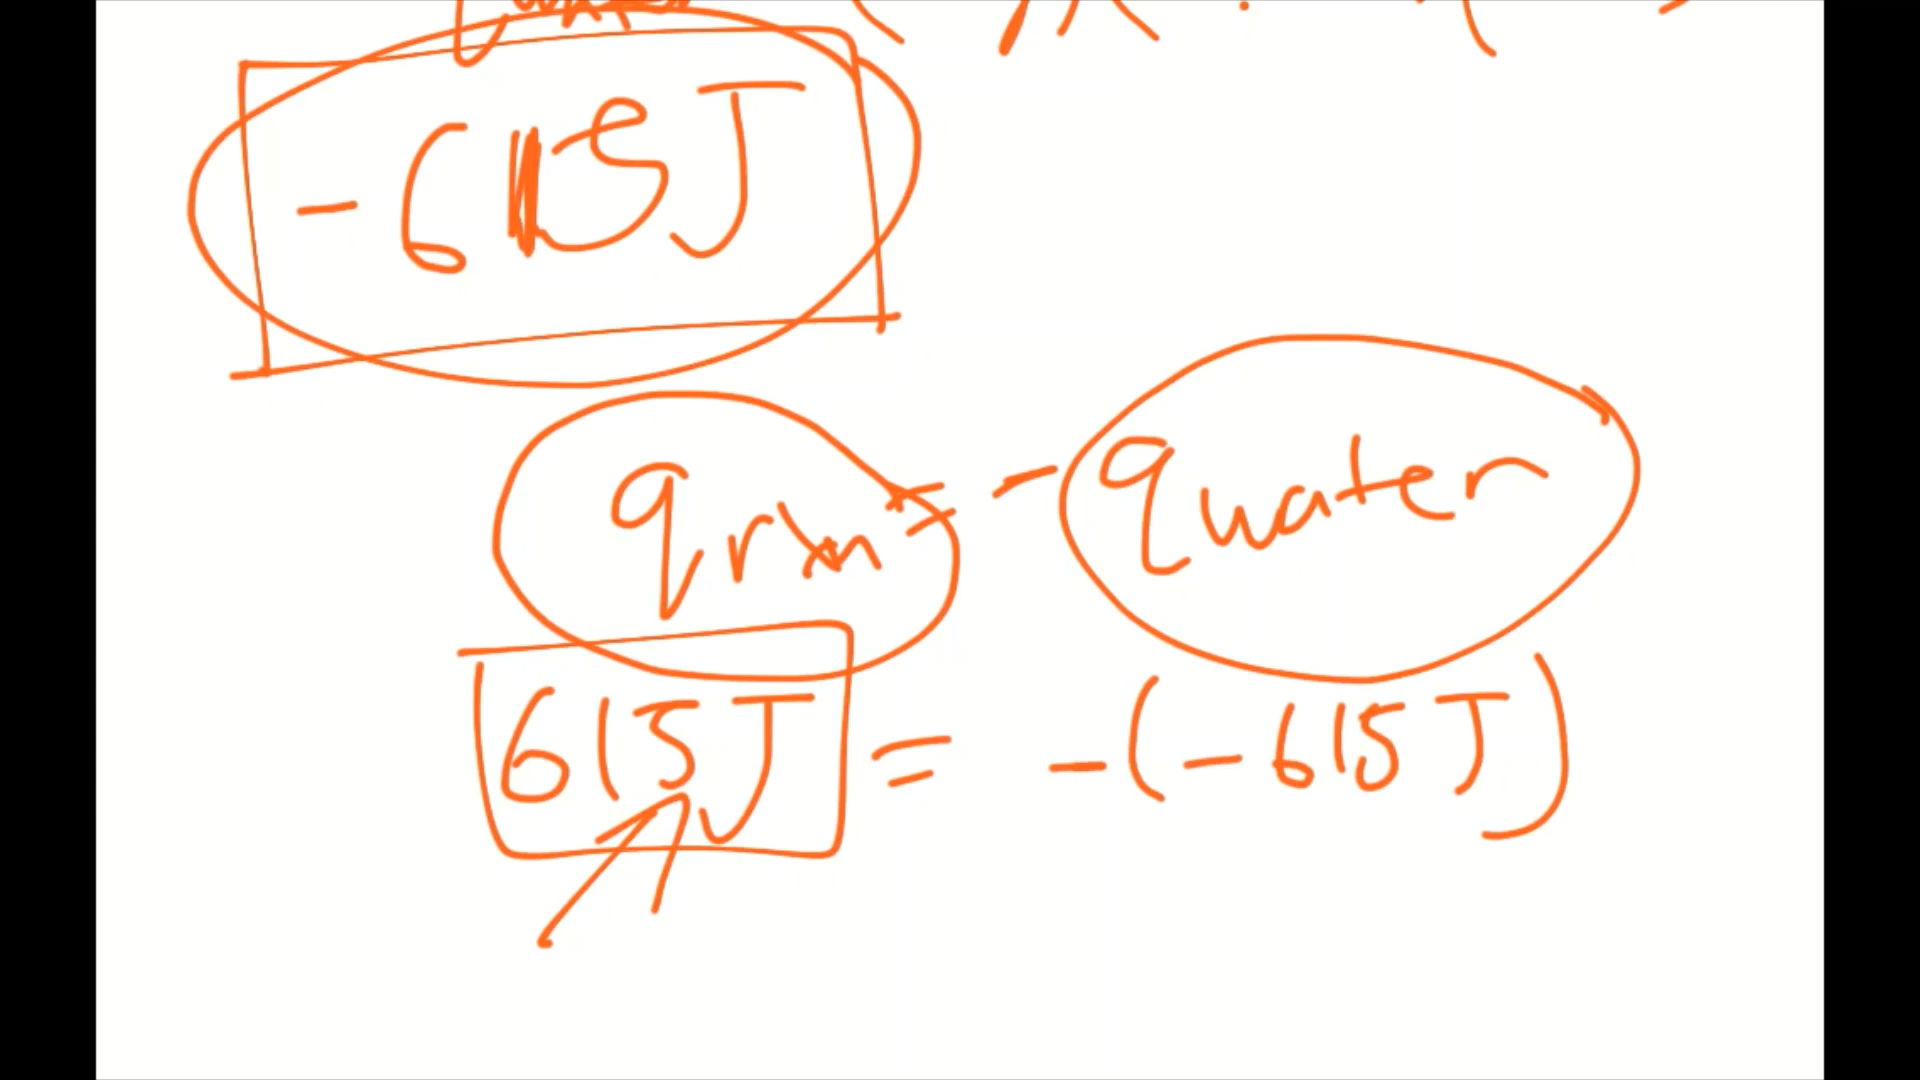 - 615J
qrxn = - qwater
615J = - (- 615J)